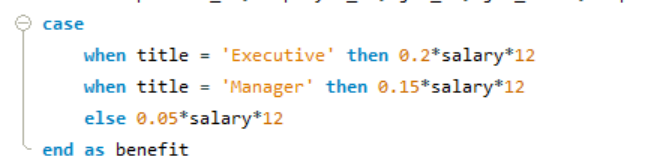 case
when title = 'Executive' then 0.2*salary*12
when title = 'Manager' then 0.15*salary*12
else 0.05*salary*12
end as benefit